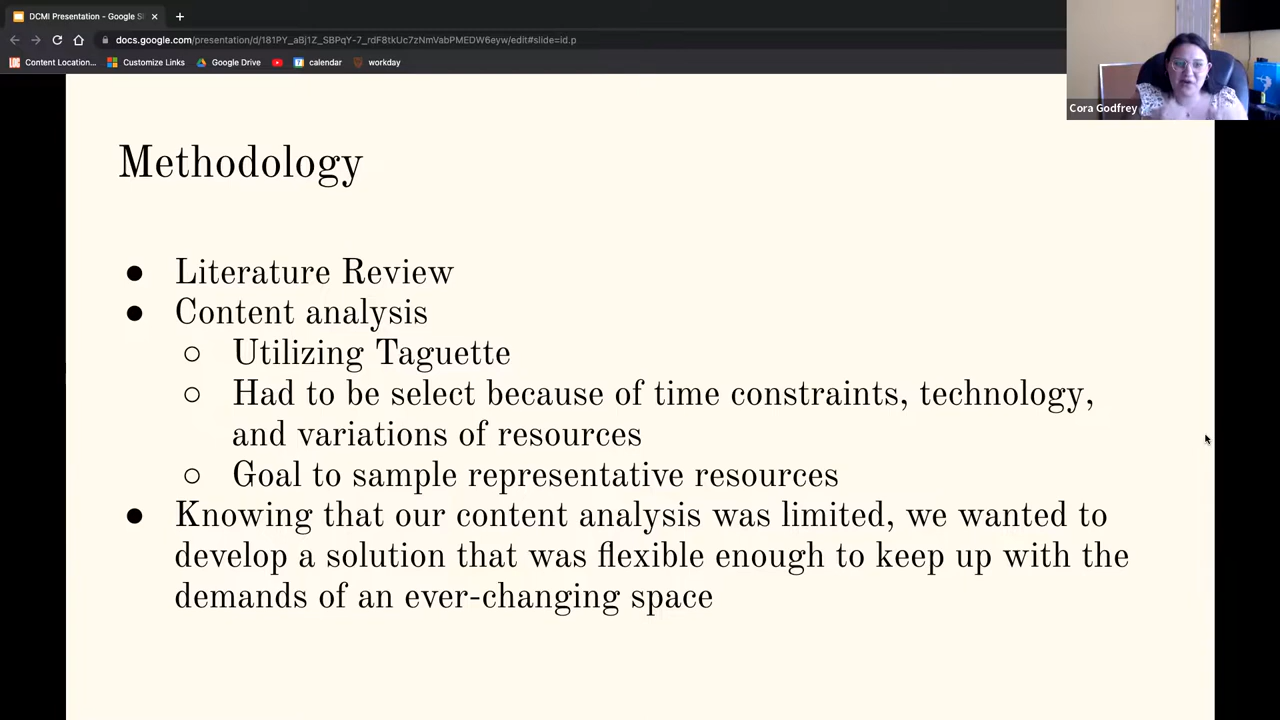 DCMI Presentation - Google Sl
docs.google.com/presentation/d/181PY_aBj1Z_SBPqY-7_rdF8tkUc7zNmVabPMEDW6eyw/edit#slide=id.p
Content Location... Customize Links Google Drive calendar workday
Cora Godfrey
Methodology
● Literature Review
● Content analysis
○ Utilizing Taguette
○ Had to be select because of time constraints, technology,
and variations of resources
○ Goal to sample representative resources
● Knowing that our content analysis was limited, we wanted to
develop a solution that was flexible enough to keep up with the
demands of an ever-changing space